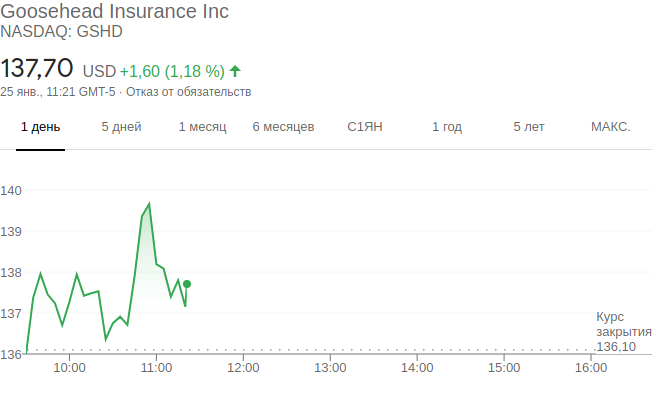 Goosehead Insurance Inc
NASDAQ: GSHD
137,70 USD +1,60 (1,18 %)
25 янв., 11:21 GMT-5 · Отказ от обязательств
1 день 5 дней 1 месяц 6 месяцев С1ЯН 1 год 5 лет МАКС.
140
139
138
137
Курс
закрытия
136,10
136
10:00 11:00 12:00 13:00 14:00 15:00 16:00